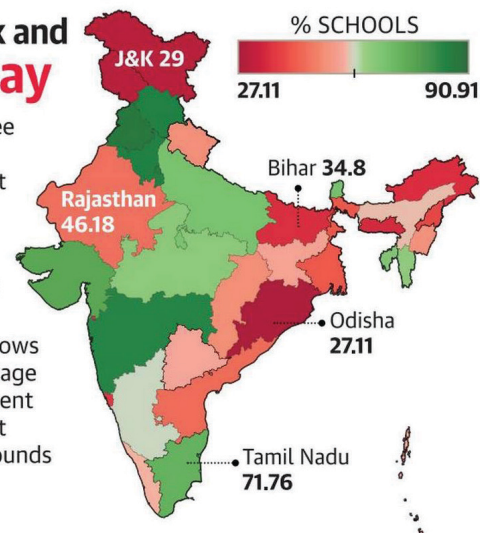 k and
ay
ee
t
ows
age
ent
t
ounds
% SCHOOLS
27.11
90.91
J&K 29
Bihar 34.8
Rajasthan
46.18
Odisha
27.11
Tamil Nadu
71.76